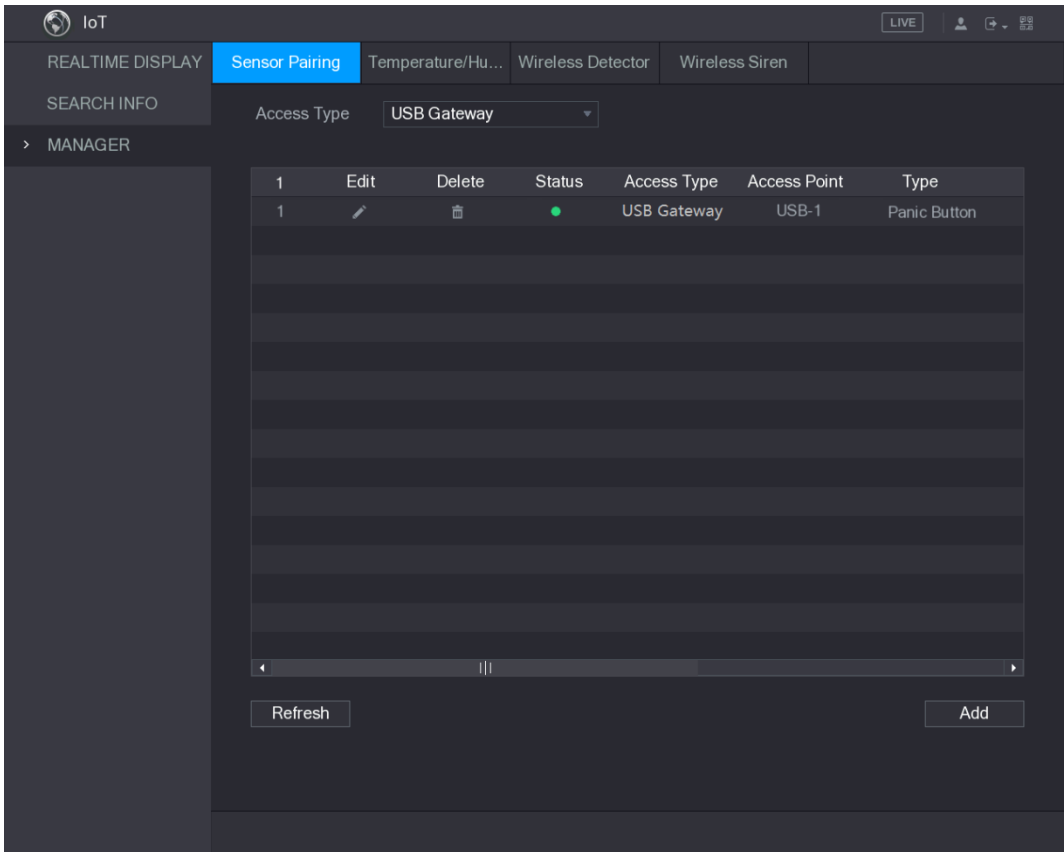 IoT
LIVE
REALTIME DISPLAY
SEARCH INFO
MANAGER
Sensor Pairing Temperature/Hu... Wireless Detector Wireless Siren
Access Type USB Gateway
1 Edit Delete Status Access Type Access Point Type
1 USB Gateway USB-1 Panic Button
Refresh Add